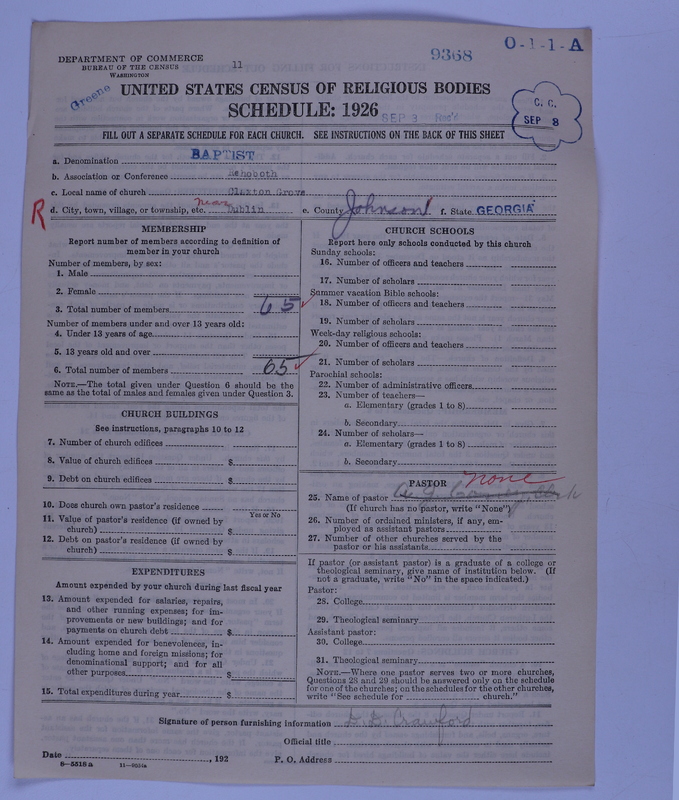 9368
O-1-1-A
DEPARTMENT OF COMMERCE
BUREAU OF THE CENSUS
WASHINGTON
11
Greene
UNITED STATES CENSUS OF RELIGIOUS BODIES
SCHEDULE: 1926
SEP 3 Rec'd
C. C.
SEP 8
FILL OUT A SEPARATE SCHEDULE FOR EACH CHURCH. SEE INSTRUCTIONS ON THE BACK OF THIS SHEET
a. Denomination BAPTIST
b. Association or Conference Rehoboth
c. Local name of church Claxton Grove
R d. City, town, village, or township, etc. near Dublin e. County Johnson f. State GEORGIA
MEMBERSHIP
Report number of members according to definition of
member in your church
Number of members, by sex:
1. Male
2. Female
3. Total number of members 65
Number of members under and over 13 years old:
4. Under 13 years of age
5. 13 years old and over
6. Total number of members 65
NOTE.—The total given under Question 6 should be the
same as the total of males and females given under Question 3.
CHURCH BUILDINGS
See instructions, paragraphs 10 to 12
7. Number of church edifices
8. Value of church edifices $
9. Debt on church edifices $
10. Does church own pastor's residence
Yes or No
11. Value of pastor's residence (if owned by
church) $
12. Debt on pastor's residence (if owned by
church) $
EXPENDITURES
Amount expended by your church during last fiscal year
13. Amount expended for salaries, repairs,
and other running expenses; for im-
provements or new buildings; and for
payments on church debt $
14. Amount expended for benevolences, in-
cluding home and foreign missions; for
denominational support; and for all
other purposes $
15. Total expenditures during year $
CHURCH SCHOOLS
Report here only schools conducted by this church
Sunday schools:
16. Number of officers and teachers
17. Number of scholars
Summer vacation Bible schools:
18. Number of officers and teachers
19. Number of scholars
Week-day religious schools:
20. Number of officers and teachers
21. Number of scholars
Parochial schools:
22. Number of administrative officers
23. Number of teachers—
a. Elementary (grades 1 to 8)
b. Secondary
24. Number of scholars—
a. Elementary (grades 1 to 8)
b. Secondary
PASTOR none
25. Name of pastor
(If church has no pastor, write "None")
26. Number of ordained ministers, if any, em-
ployed as assistant pastors
27. Number of other churches served by the
pastor or his assistants
If pastor (or assistant pastor) is a graduate of a college or
theological seminary, give name of institution below. (If
not a graduate, write "No" in the space indicated.)
Pastor:
28. College
29. Theological seminary
Assistant pastor:
30. College
31. Theological seminary
NOTE.—Where one pastor serves two or more churches,
Questions 28 and 29 should be answered only on the schedule
for one of the churches; on the schedules for the other churches,
write "See schedule for church."
Signature of person furnishing information Crawford
Official title
Date , 192 P. O. Address
8—5518 a